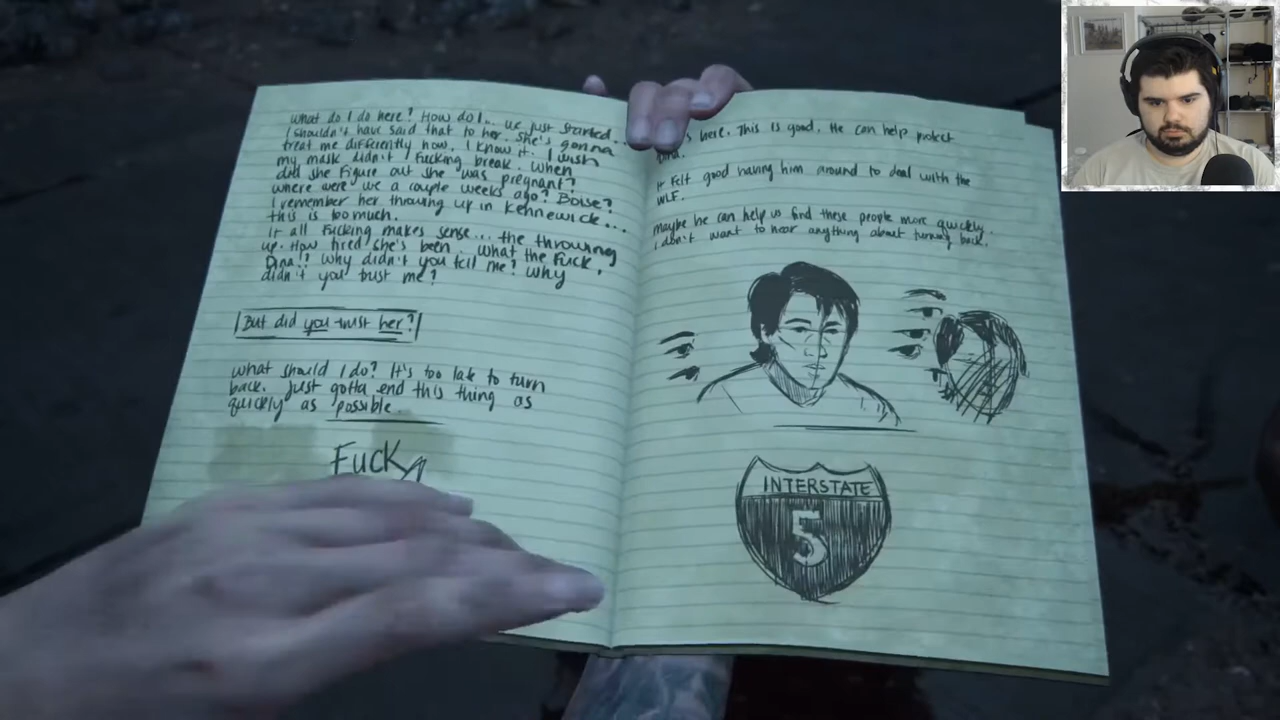 what do I do here? How do I... we just started...
I shouldn't have said that to her. She's gonna
treat me differently now. I know it. I wish
my mask didn't fucking break. When
did she figure out she was pregnant?
where were we a couple weeks ago? Boise?
I remember her throwing up in Kennewick...
this is too much.
it all fucking makes sense... the throwing
up. How tired she's been. What the fuck,
Dina!? Why didn't you tell me? Why
didn't you trust me?
But did you trust her?
what should I do? It's too late to turn
back. Just gotta end this thing as
quickly as possible.
Fuck
here. This is good. He can help protect
It felt good having him around to deal with the
WLF.
Maybe he can help us find these people more quickly.
I don't want to hear anything about turning back.
INTERSTATE
5